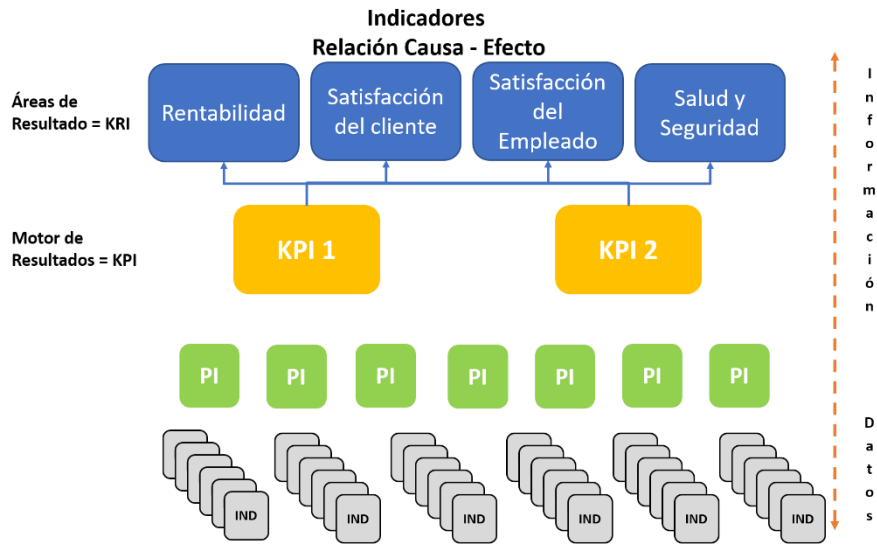 Indicadores
Relación Causa - Efecto
Áreas de
Resultado = KRI
Rentabilidad
Satisfacción
del cliente
Satisfacción
del
Empleado
Salud y
Seguridad
Motor de
Resultados = KPI
KPI 1
KPI 2
PI
PI
PI
PI
PI
PI
PI
IND
IND
IND
IND
IND
IND
Información
Datos